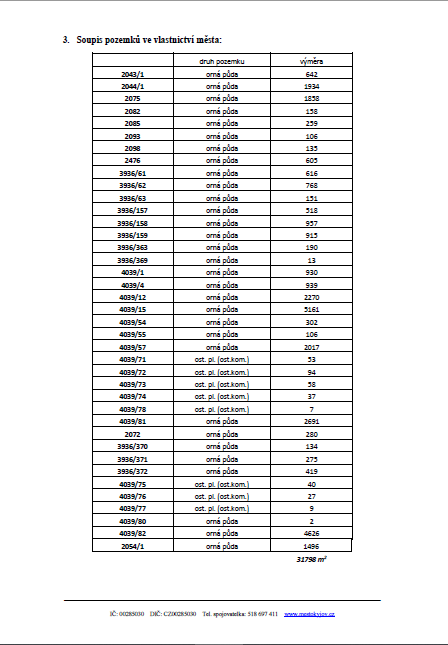 3. Soupis pozemků ve vlastnictví města:
druh pozemku výměra
2043/1 orná půda 642
2044/1 orná půda 1934
2075 orná půda 1858
2082 orná půda 158
2085 orná půda 259
2093 orná půda 106
2098 orná půda 135
2476 orná půda 605
3936/61 orná půda 616
3936/62 orná půda 768
3936/63 orná půda 151
3936/157 orná půda 518
3936/158 orná půda 957
3936/159 orná půda 915
3936/363 orná půda 190
3936/369 orná půda 13
4039/1 orná půda 930
4039/4 orná půda 939
4039/12 orná půda 2270
4039/15 orná půda 5161
4039/54 orná půda 302
4039/55 orná půda 106
4039/57 orná půda 2017
4039/71 ost. pl. (ost.kom.) 53
4039/72 ost. pl. (ost.kom.) 94
4039/73 ost. pl. (ost.kom.) 58
4039/74 ost. pl. (ost.kom.) 37
4039/78 ost. pl. (ost.kom.) 7
4039/81 orná půda 2691
2072 orná půda 280
3936/370 orná půda 134
3936/371 orná půda 275
3936/372 orná půda 419
4039/75 ost. pl. (ost.kom.) 40
4039/76 ost. pl. (ost.kom.) 27
4039/77 ost. pl. (ost.kom.) 9
4039/80 orná půda 2
4039/82 orná půda 4626
2054/1 orná půda 1496
31798 m²
IČ: 00285030 DIČ: CZ00285030 Tel. spojovatelka: 518 697 411 www.mestokyjov.cz